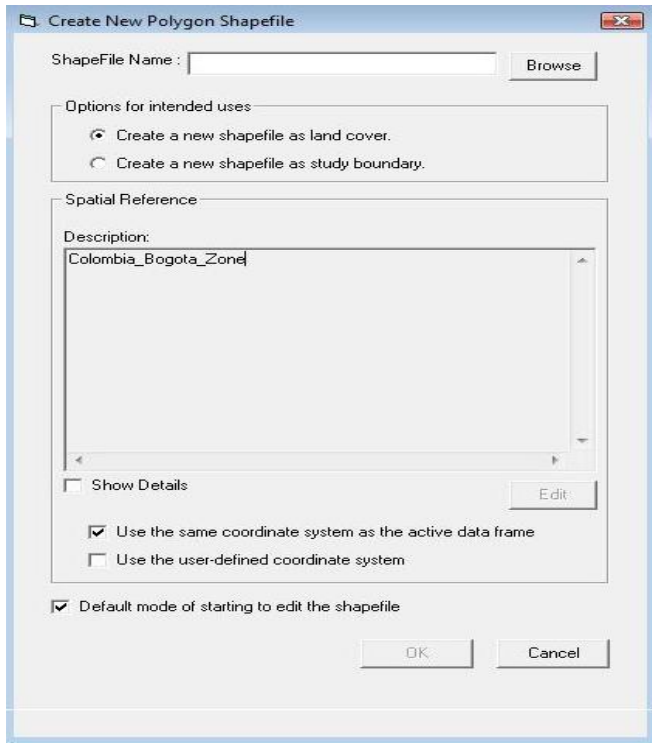 Create New Polygon Shapefile
ShapeFile Name :
Browse
Options for intended uses
Create a new shapefile as land cover.
Create a new shapefile as study boundary.
Spatial Reference
Description:
Colombia_Bogota_Zone
Show Details
Edit
Use the same coordinate system as the active data frame
Use the user-defined coordinate system
Default mode of starting to edit the shapefile
OK
Cancel